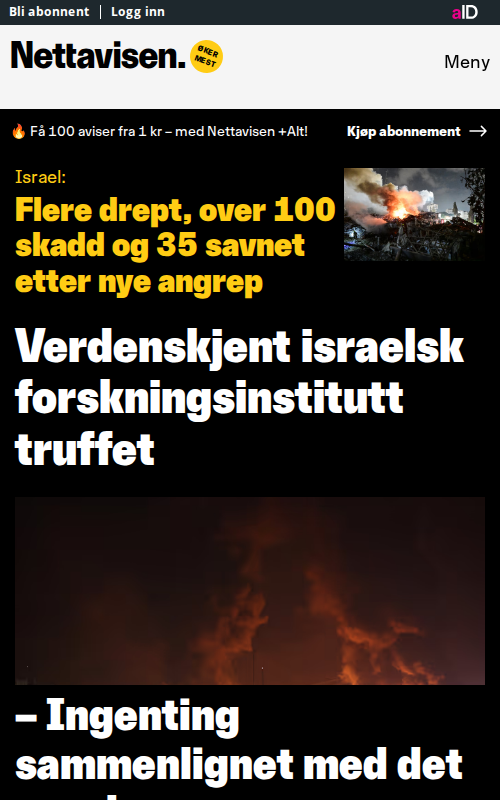 Bli abonnent
Logg inn
aID
Nettavisen.
ØKER
MEST
Meny
Få 100 aviser fra 1 kr – med Nettavisen +Alt!
Kjøp abonnement
Israel:
Flere drept, over 100
skadd og 35 savnet
etter nye angrep
Verdenskjent israelsk
forskningsinstitutt
truffet
– Ingenting
sammenlignet med det